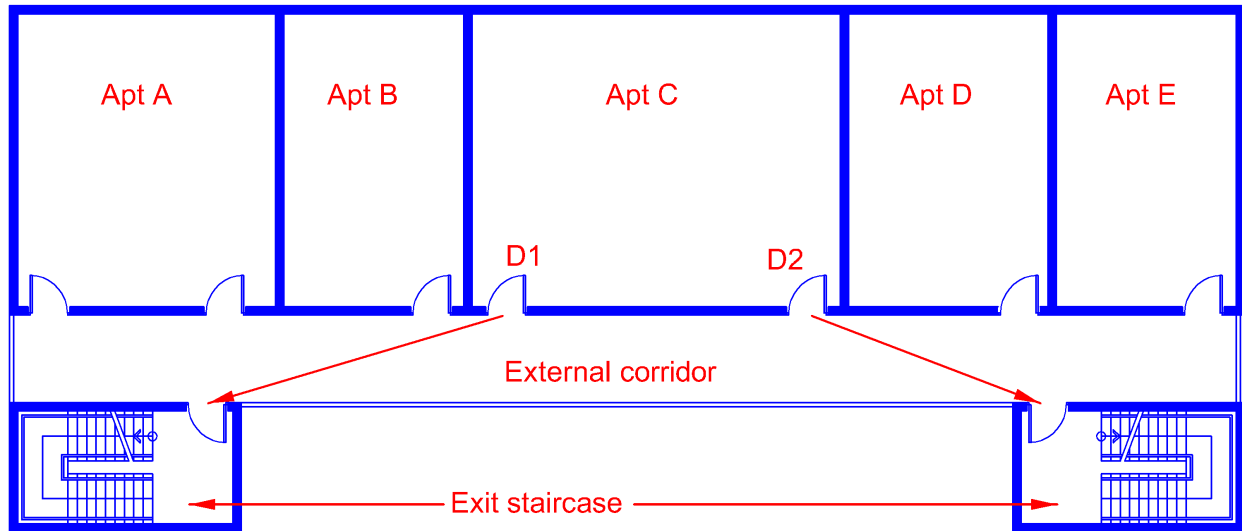 Apt A
Apt B
Apt C
Apt D
Apt E
D1
D2
External corridor
Exit staircase